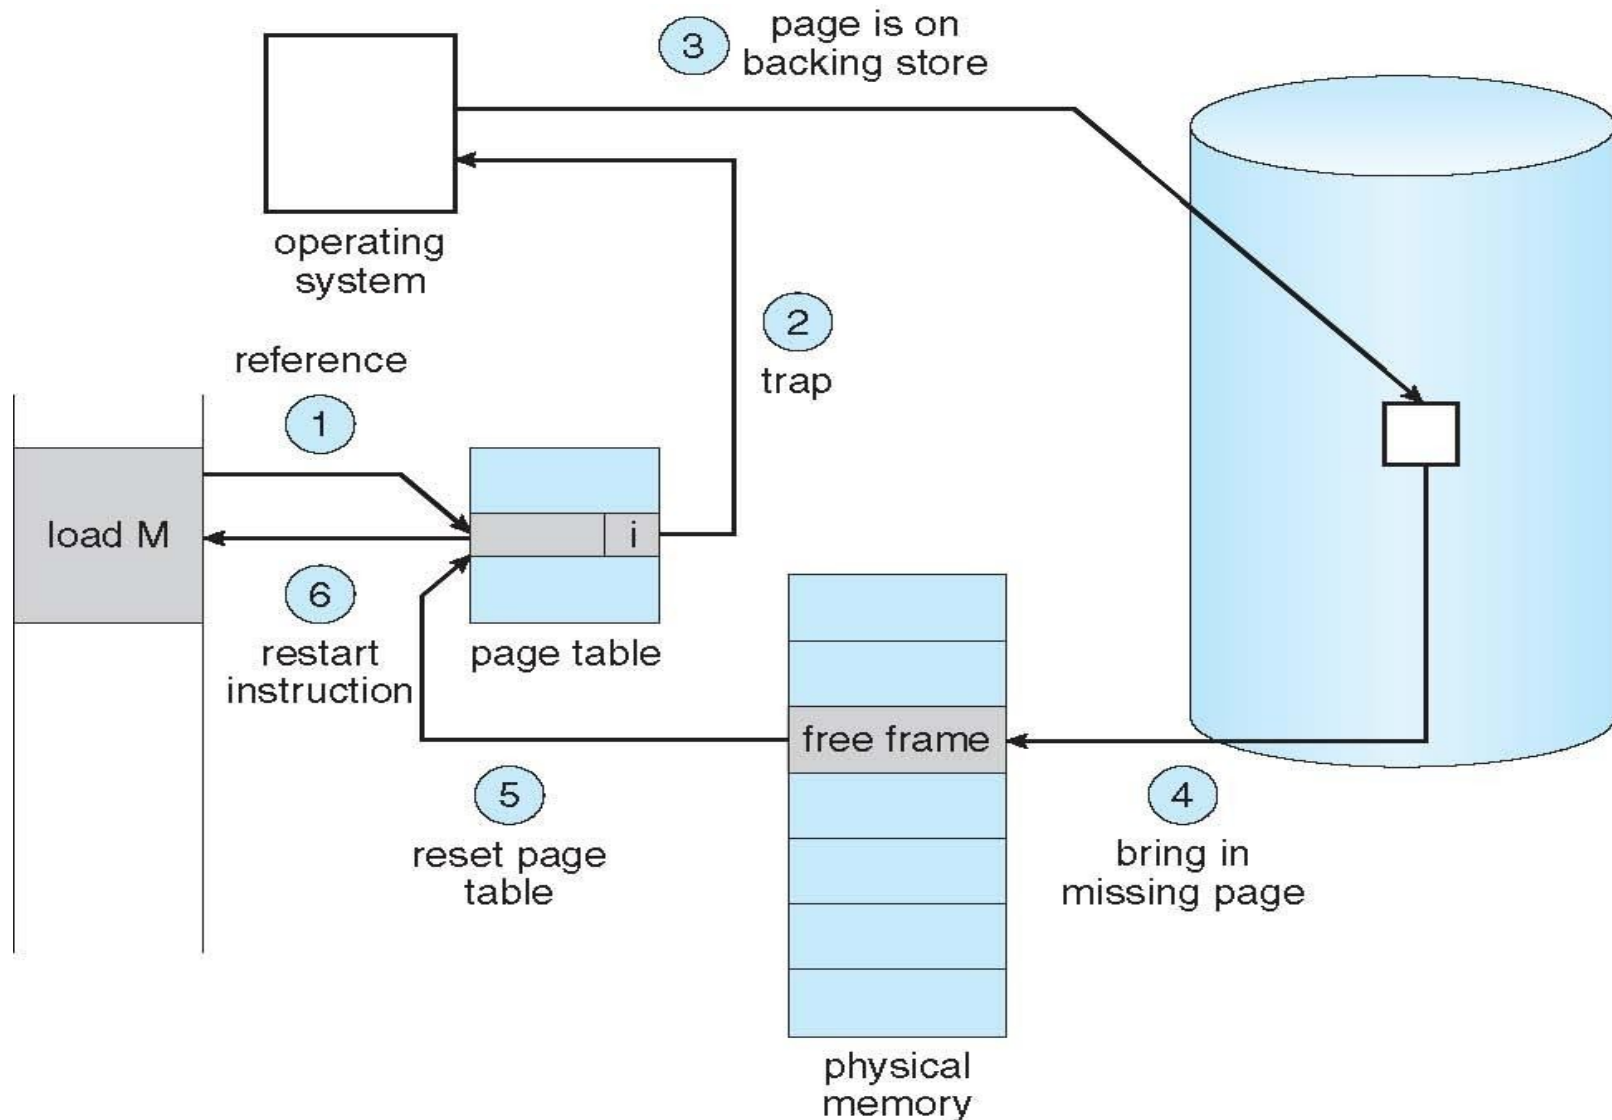 3
page is on
backing store
operating
system
2
trap
reference
1
load M
i
6
restart
instruction
page table
free frame
5
reset page
table
4
bring in
missing page
physical
memory